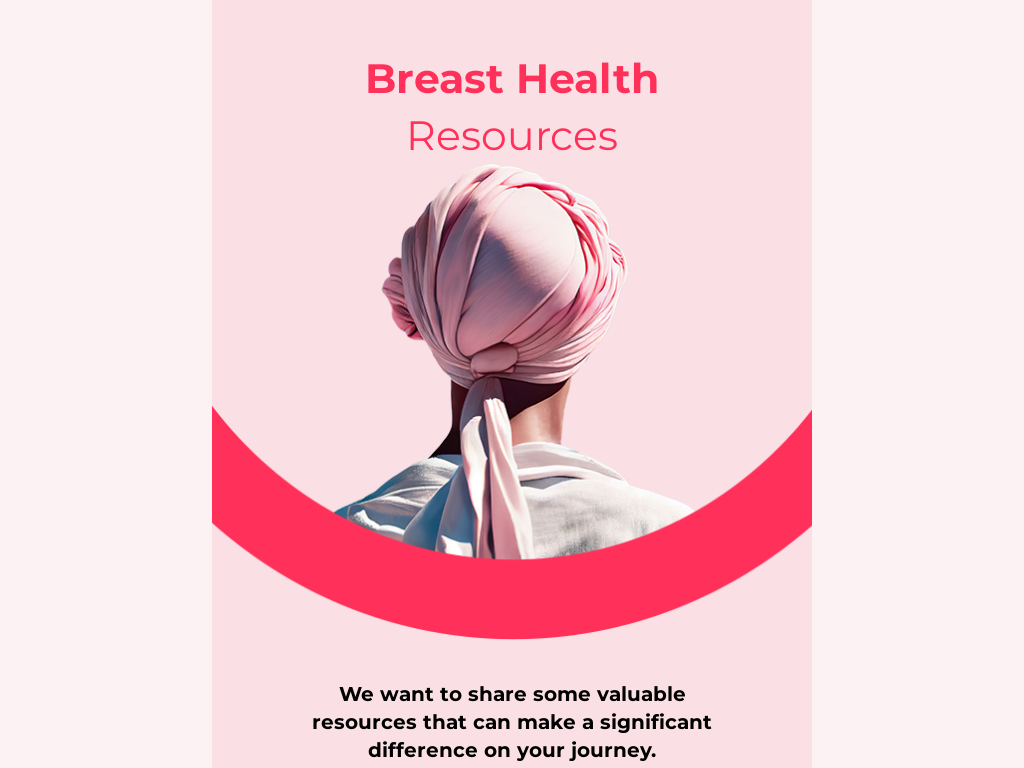 Breast Health
Resources
We want to share some valuable
resources that can make a significant
difference on your journey.